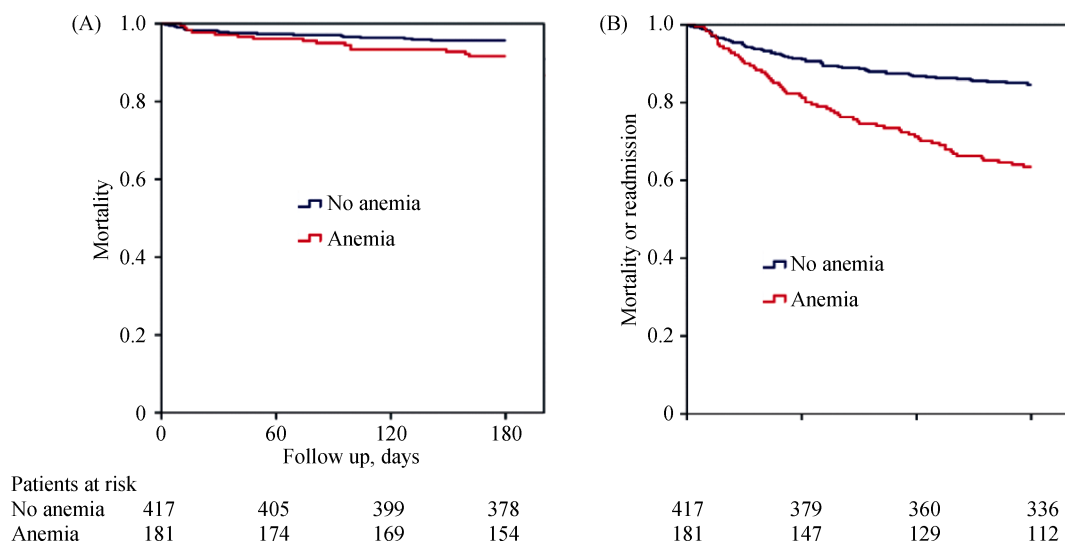 (A)
1.0
0.8
0.6
0.4
0.2
0
Mortality
No anemia
Anemia
0 60 120 180
Follow up, days
(B)
1.0
0.8
0.6
0.4
0.2
0
Mortality or readmission
No anemia
Anemia
Patients at risk
No anemia 417 405 399 378 417 379 360 336
Anemia 181 174 169 154 181 147 129 112